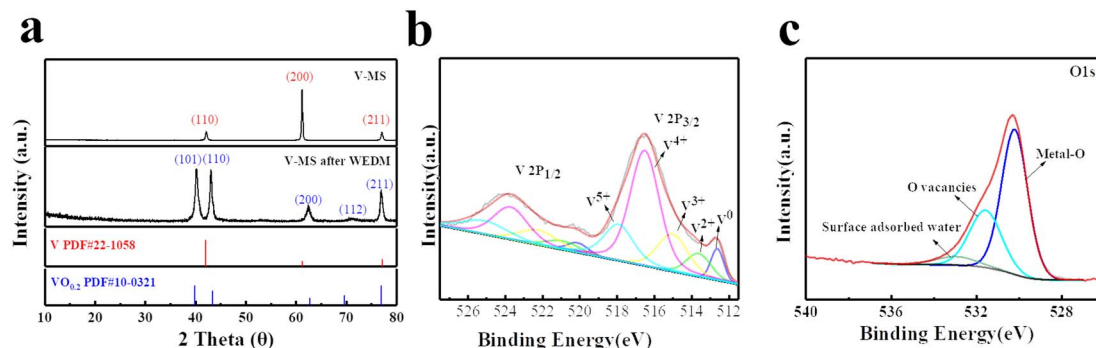 a
Intensity (a.u.)
V-MS
(110)
(200)
(211)
V-MS after WEDM
(101) (110)
(200)
(112)
(211)
V PDF#22-1058
VO0.2 PDF#10-0321
10 20 30 40 50 60 70 80
2 Theta (θ)
b
Intensity(a.u.)
V 2P3/2
V4+
V 2P1/2
V5+
V3+
V2+
V0
526 524 522 520 518 516 514 512
Binding Energy(eV)
c
Intensity(a.u.)
O1s
Metal-O
O vacancies
Surface adsorbed water
540 536 532 528
Binding Energy(eV)